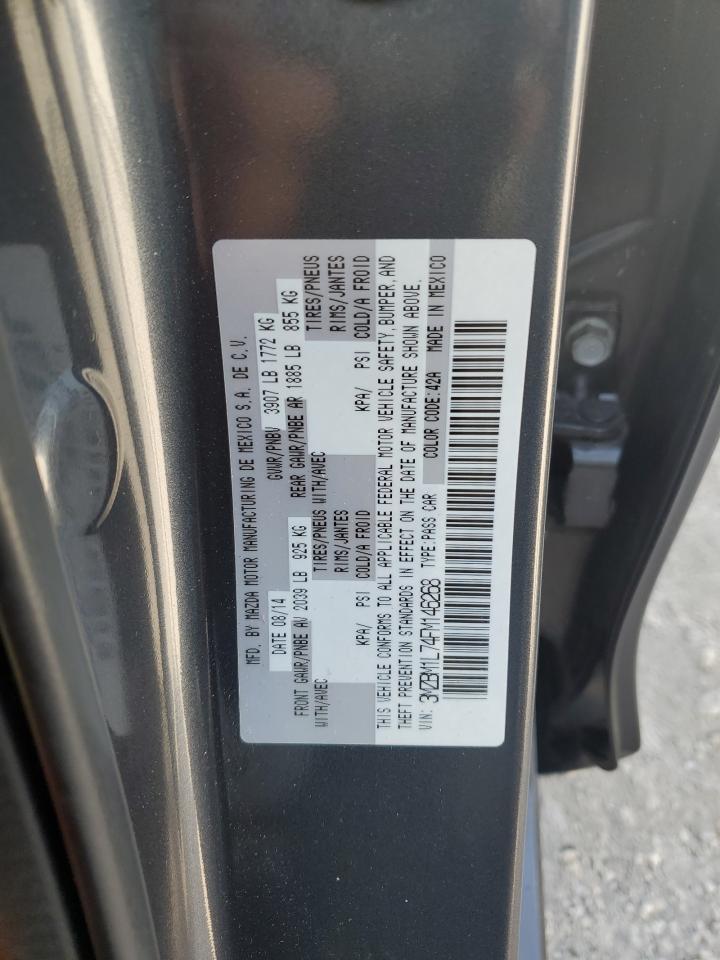 MFD. BY MAZDA MOTOR MANUFACTURING DE MEXICO S.A. DE C.V.
DATE 08/14 GVWR/PNBV 3907 LB 1772 KG
FRONT GAWR/PNBE AV 2039 LB 925 KG REAR GAWR/PNBE AR 1885 LB 855 KG
WITH/AVEC TIRES/PNEUS WITH/AVEC TIRES/PNEUS
RIMS/JANTES RIMS/JANTES
KPA/ PSI COLD/A FROID KPA/ PSI COLD/A FROID
THIS VEHICLE CONFORMS TO ALL APPLICABLE FEDERAL MOTOR VEHICLE SAFETY, BUMPER, AND
THEFT PREVENTION STANDARDS IN EFFECT ON THE DATE OF MANUFACTURE SHOWN ABOVE.
VIN: 3MZBM1L74FM146268 TYPE:PASS CAR COLOR CODE:42A MADE IN MEXICO